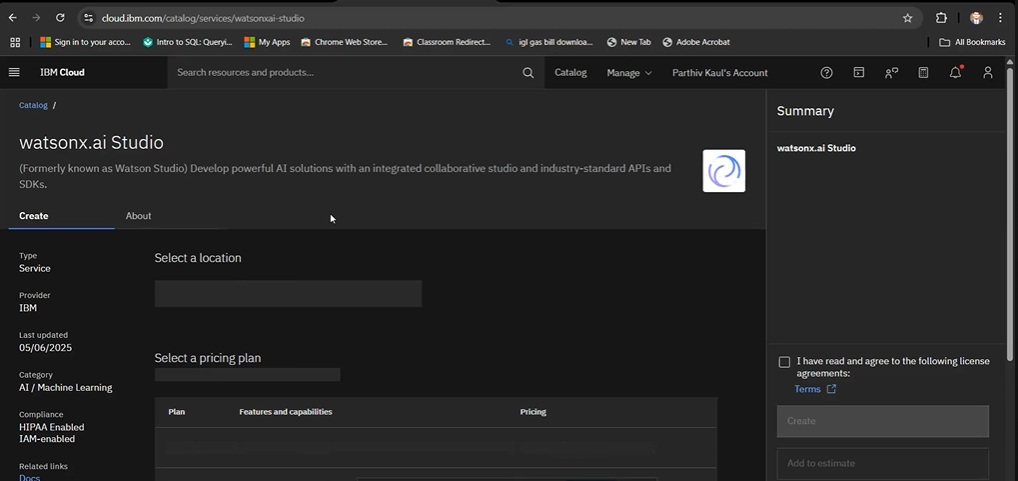 cloud.ibm.com/catalog/services/watsonxai-studio
Sign in to your acco...
Intro to SQL: Queryi...
My Apps
Chrome Web Store...
Classroom Redirect...
igl gas bill downloa...
New Tab
Adobe Acrobat
All Bookmarks
IBM Cloud
Search resources and products...
Catalog
Manage
Parthiv Kaul's Account
Catalog /
watsonx.ai Studio
(Formerly known as Watson Studio) Develop powerful AI solutions with an integrated collaborative studio and industry-standard APIs and
SDKs.
Create
About
Type
Service
Provider
IBM
Last updated
05/06/2025
Category
AI / Machine Learning
Compliance
HIPAA Enabled
IAM-enabled
Related links
Docs
Select a location
Select a pricing plan
Plan
Features and capabilities
Pricing
Summary
watsonx.ai Studio
I have read and agree to the following license
agreements:
Terms
Create
Add to estimate